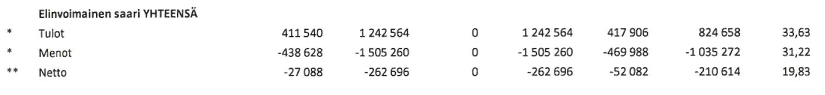 Elinvoimainen saari YHTEENSÄ
* Tulot 411 540 1 242 564 0 1 242 564 417 906 824 658 33,63
* Menot -438 628 -1 505 260 0 -1 505 260 -469 988 -1 035 272 31,22
** Netto -27 088 -262 696 0 -262 696 -52 082 -210 614 19,83